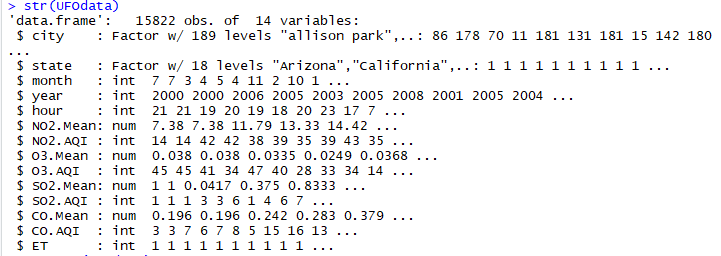 > str(UFOdata)
'data.frame':   15822 obs. of  14 variables:
 $ city    : Factor w/ 189 levels "allison park",..: 86 178 70 11 181 131 181 15 142 180
...
 $ state   : Factor w/ 18 levels "Arizona","California",..: 1 1 1 1 1 1 1 1 1 1 ...
 $ month   : int  7 7 3 4 5 4 11 2 10 1 ...
 $ year    : int  2000 2000 2006 2005 2003 2005 2008 2001 2005 2004 ...
 $ hour    : int  21 21 19 20 19 18 20 23 17 7 ...
 $ NO2.Mean: num  7.38 7.38 11.79 13.33 14.42 ...
 $ NO2.AQI : int  14 14 42 42 38 39 35 39 43 35 ...
 $ O3.Mean : num  0.038 0.038 0.0335 0.0249 0.0368 ...
 $ O3.AQI  : int  45 45 41 34 47 40 28 33 34 14 ...
 $ SO2.Mean: num  1 1 0.0417 0.375 0.8333 ...
 $ SO2.AQI : int  1 1 1 3 3 6 1 4 6 7 ...
 $ CO.Mean : num  0.196 0.196 0.242 0.283 0.379 ...
 $ CO.AQI  : int  3 3 7 6 7 8 5 15 16 13 ...
 $ ET      : int  1 1 1 1 1 1 1 1 1 1 ...